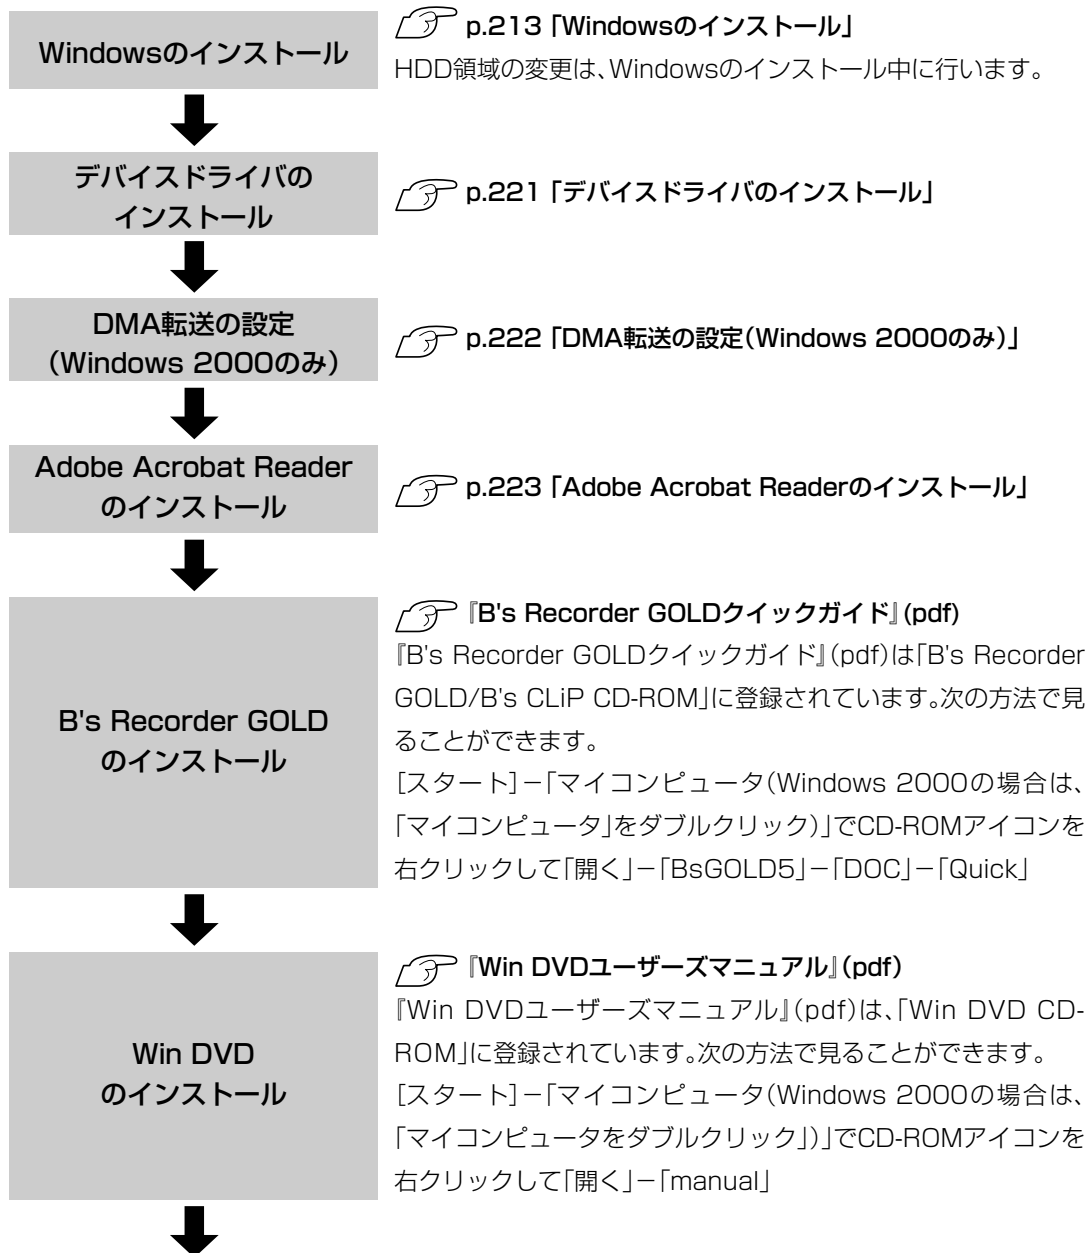 Windowsのインストール
p.213「Windowsのインストール」
HDD領域の変更は、Windowsのインストール中に行います。
デバイスドライバの
インストール
p.221「デバイスドライバのインストール」
DMA転送の設定
（Windows 2000のみ）
p.222「DMA転送の設定（Windows 2000のみ）」
Adobe Acrobat Reader
のインストール
p.223「Adobe Acrobat Readerのインストール」
B's Recorder GOLD
のインストール
『B's Recorder GOLDクイックガイド』(pdf)
『B's Recorder GOLDクイックガイド』（pdf）は「B's Recorder
GOLD/B's CLiP CD-ROM」に登録されています。次の方法で見
ることができます。
[スタート]－「マイコンピュータ(Windows 2000の場合は、
「マイコンピュータ」をダブルクリック）」でCD-ROMアイコンを
右クリックして「開く」－「BsGOLD5」－「DOC」－「Quick」
Win DVD
のインストール
『Win DVDユーザーズマニュアル』（pdf）
『Win DVDユーザーズマニュアル』（pdf）は、「Win DVD CD-
ROM」に登録されています。次の方法で見ることができます。
[スタート]－「マイコンピュータ(Windows 2000の場合は、
「マイコンピュータをダブルクリック」）」でCD-ROMアイコンを
右クリックして「開く」－「manual」